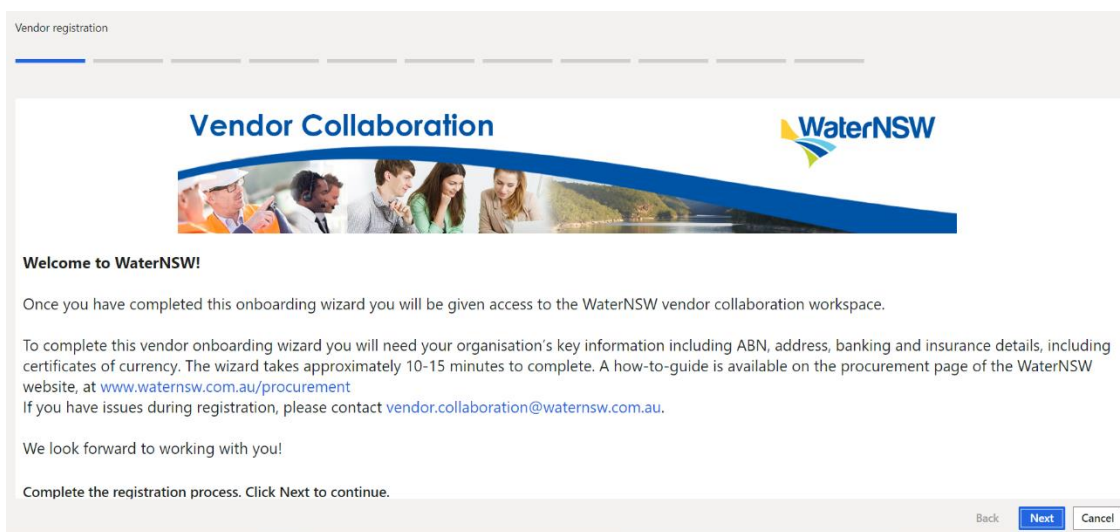 Vendor registration
Vendor Collaboration
WaterNSW
Welcome to WaterNSW!
Once you have completed this onboarding wizard you will be given access to the WaterNSW vendor collaboration workspace.
To complete this vendor onboarding wizard you will need your organisation's key information including ABN, address, banking and insurance details, including
certificates of currency. The wizard takes approximately 10-15 minutes to complete. A how-to-guide is available on the procurement page of the WaterNSW
website, at www.waternsw.com.au/procurement
If you have issues during registration, please contact vendor.collaboration@waternsw.com.au.
We look forward to working with you!
Complete the registration process. Click Next to continue.
Back Next Cancel